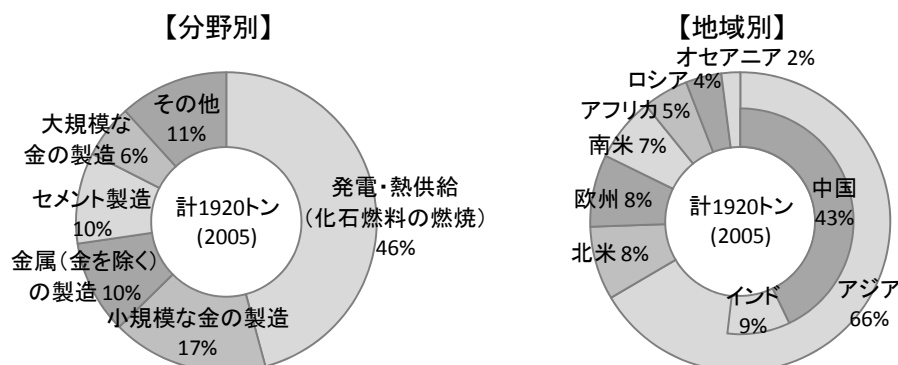 【分野別】
その他
11%
大規模な
金の製造 6%
セメント製造
10%
金属（金を除く）
の製造 10%
小規模な金の製造
17%
発電・熱供給
（化石燃料の燃焼）
46%
計1920トン
(2005)
【地域別】
オセアニア 2%
ロシア 4%
アフリカ 5%
南米 7%
欧州 8%
北米 8%
中国
43%
インド
9%
アジア
66%
計1920トン
(2005)